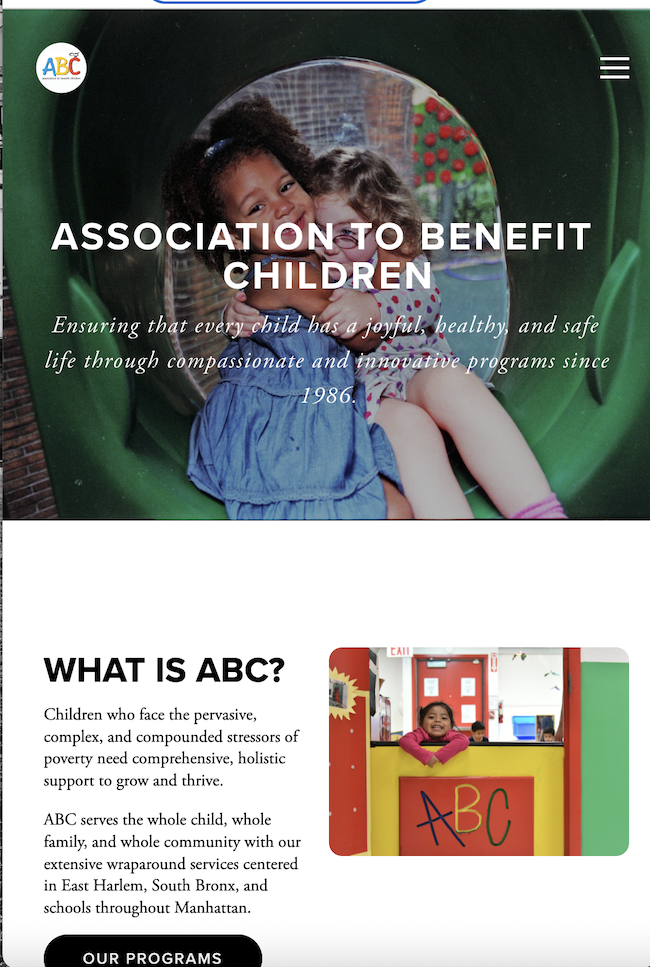 ABC
ASSOCIATION TO BENEFIT
CHILDREN
Ensuring that every child has a joyful, healthy, and safe
life through compassionate and innovative programs since
1986.
WHAT IS ABC?
Children who face the pervasive,
complex, and compounded stressors of
poverty need comprehensive, holistic
support to grow and thrive.
ABC serves the whole child, whole
family, and whole community with our
extensive wraparound services centered
in East Harlem, South Bronx, and
schools throughout Manhattan.
EXIT
ABC
OUR PROGRAMS